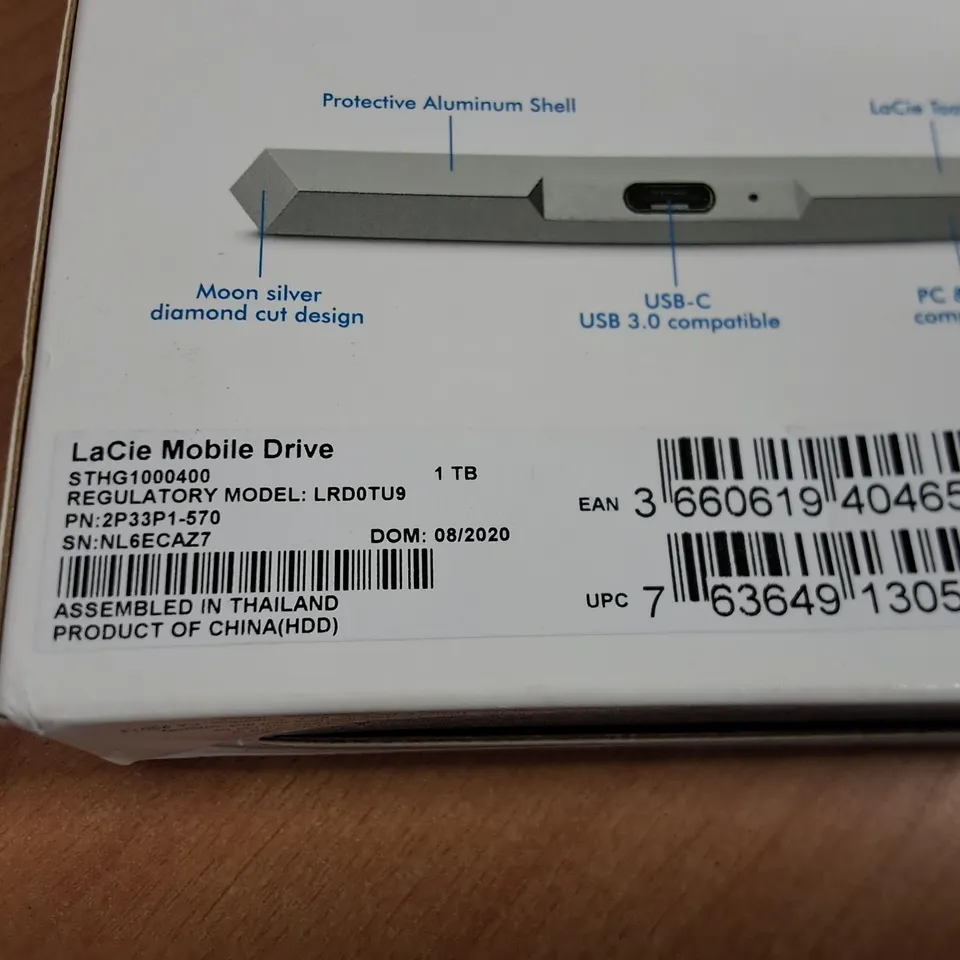 Protective Aluminum Shell
LaCie
Moon silver
diamond cut design
USB-C
USB 3.0 compatible
PC &
LaCie Mobile Drive
STHG1000400
1 TB
REGULATORY MODEL: LRD0TU9
PN:2P33P1-570
SN:NL6ECAZ7
DOM: 08/2020
ASSEMBLED IN THAILAND
PRODUCT OF CHINA(HDD)
EAN 3 660619 40465
UPC 7 63649 1305